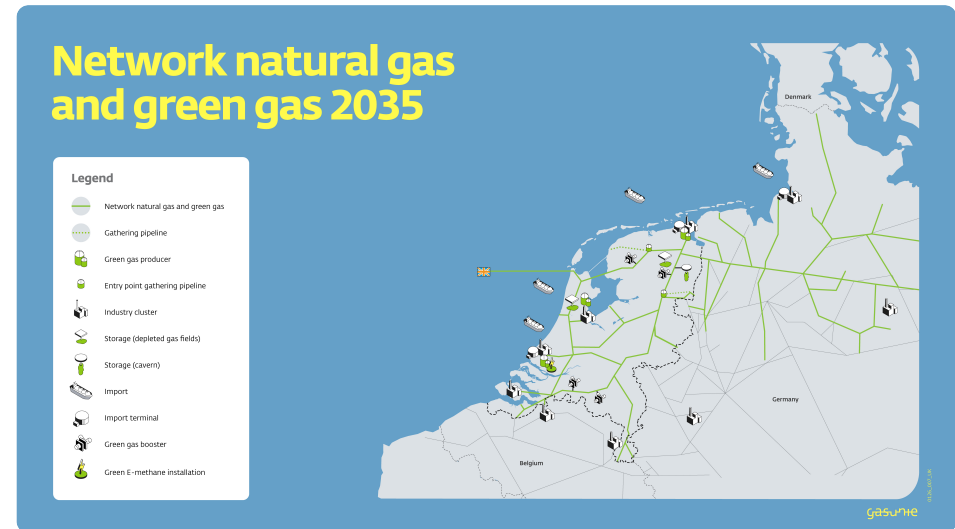 Network natural gas
and green gas 2035
Legend
Network natural gas and green gas
Gathering pipeline
Green gas producer
Entry point gathering pipeline
Industry cluster
Storage (depleted gas fields)
Storage (cavern)
Import
Import terminal
Green gas booster
Green E-methane installation
Denmark
Germany
Belgium
gasunie